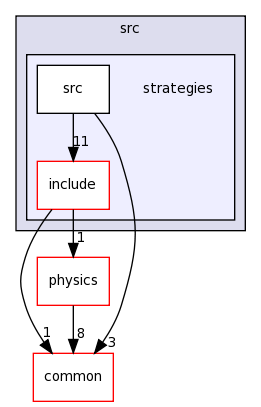 src
src
strategies
11
include
1
physics
1
8
3
common